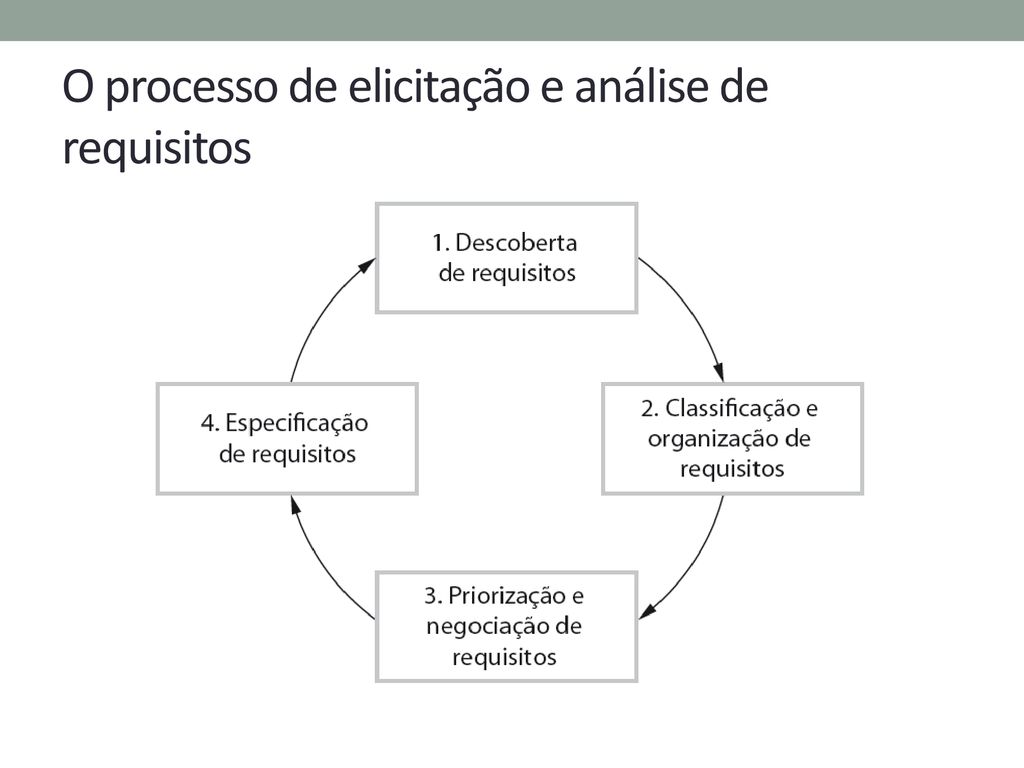 O processo de elicitação e análise de
requisitos
1. Descoberta
de requisitos
4. Especificação
de requisitos
2. Classificação e
organização de
requisitos
3. Priorização e
negociação de
requisitos